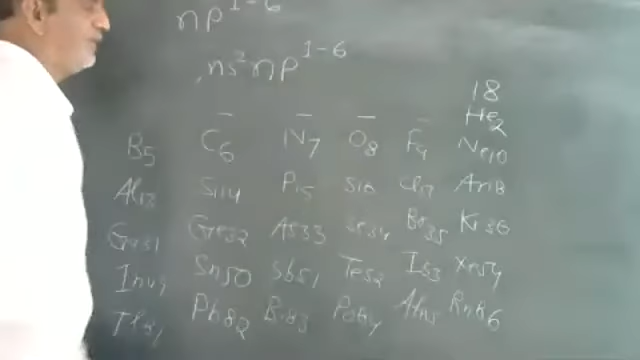 np¹⁻⁶
ns²np¹⁻⁶
18
He₂
B₅ C₆ N₇ O₈ F₉ Ne₁₀
Al₁₃ Si₁₄ P₁₅ S₁₆ Cl₁₇ Ar₁₈
Ga₃₁ Ge₃₂ As₃₃ Se₃₄ Br₃₅ Kr₃₆
In₄₉ Sn₅₀ Sb₅₁ Te₅₂ I₅₃ Xe₅₄
Tl₈₁ Pb₈₂ Bi₈₃ Po₈₄ At₈₅ Rn₈₆